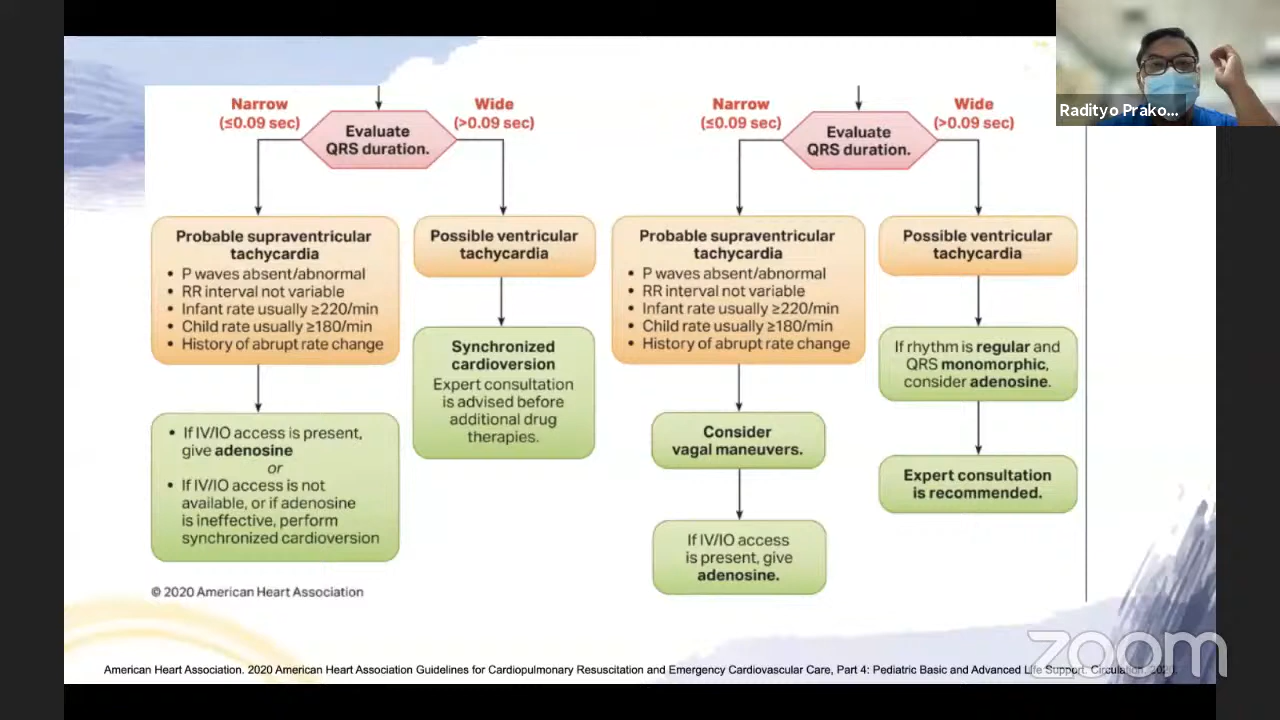 Radityo Prako...
Narrow
(≤0.09 sec)
Evaluate
QRS duration.
Wide
(>0.09 sec)
Probable supraventricular
tachycardia
• P waves absent/abnormal
• RR interval not variable
• Infant rate usually ≥220/min
• Child rate usually ≥180/min
• History of abrupt rate change
Possible ventricular
tachycardia
Synchronized
cardioversion
Expert consultation
is advised before
additional drug
therapies.
• If IV/IO access is present,
give adenosine
or
• If IV/IO access is not
available, or if adenosine
is ineffective, perform
synchronized cardioversion
© 2020 American Heart Association
Narrow
(≤0.09 sec)
Evaluate
QRS duration.
Wide
(>0.09 sec)
Probable supraventricular
tachycardia
• P waves absent/abnormal
• RR interval not variable
• Infant rate usually ≥220/min
• Child rate usually ≥180/min
• History of abrupt rate change
Possible ventricular
tachycardia
Consider
vagal maneuvers.
If IV/IO access
is present, give
adenosine.
If rhythm is regular and
QRS monomorphic,
consider adenosine.
Expert consultation
is recommended.
zoom
American Heart Association. 2020 American Heart Association Guidelines for Cardiopulmonary Resuscitation and Emergency Cardiovascular Care, Part 4: Pediatric Basic and Advanced Life Support. Circulation. 2020.